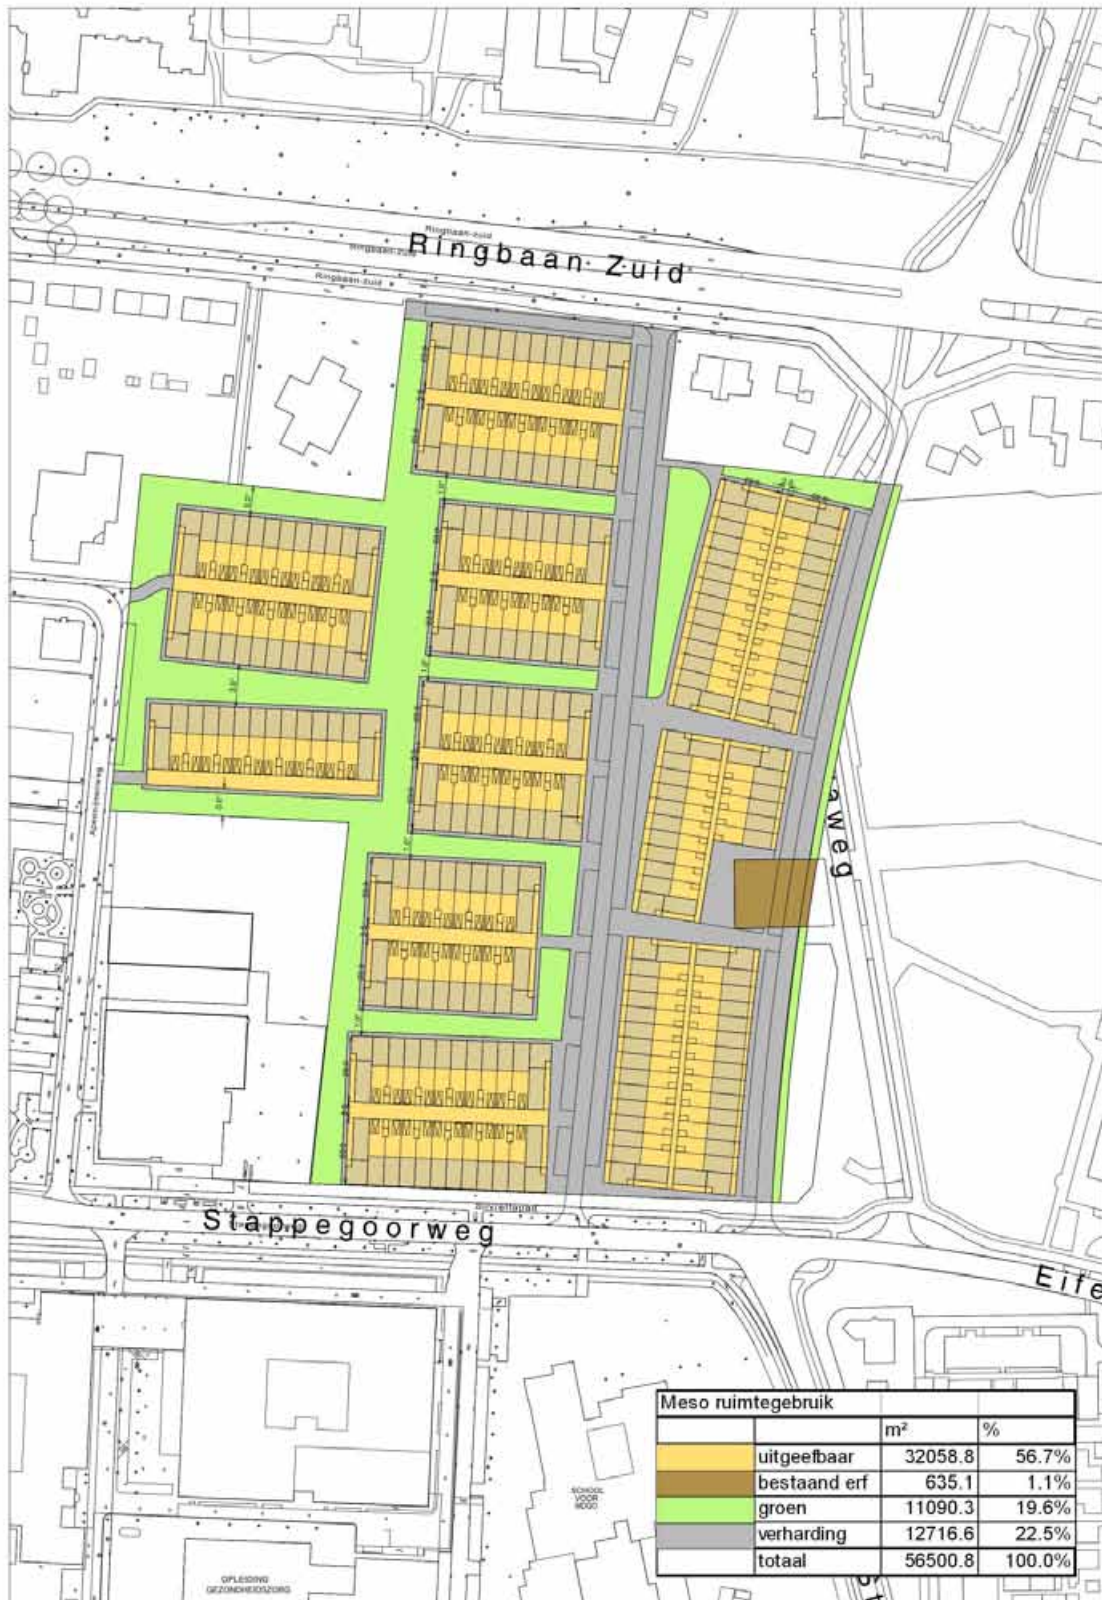 Ringbaan-zuid
Ringbaan-zuid
Ringbaan Zuid
Ringbaan-zuid
aweg
Stappegoorweg
Eife
SCHOOL
VOOR
MDGO
OPLEIDING
GEZONDHEIDSZORG
Meso ruimtegebruik
m² %
uitgeefbaar 32058.8 56.7%
bestaand erf 635.1 1.1%
groen 11090.3 19.6%
verharding 12716.6 22.5%
totaal 56500.8 100.0%